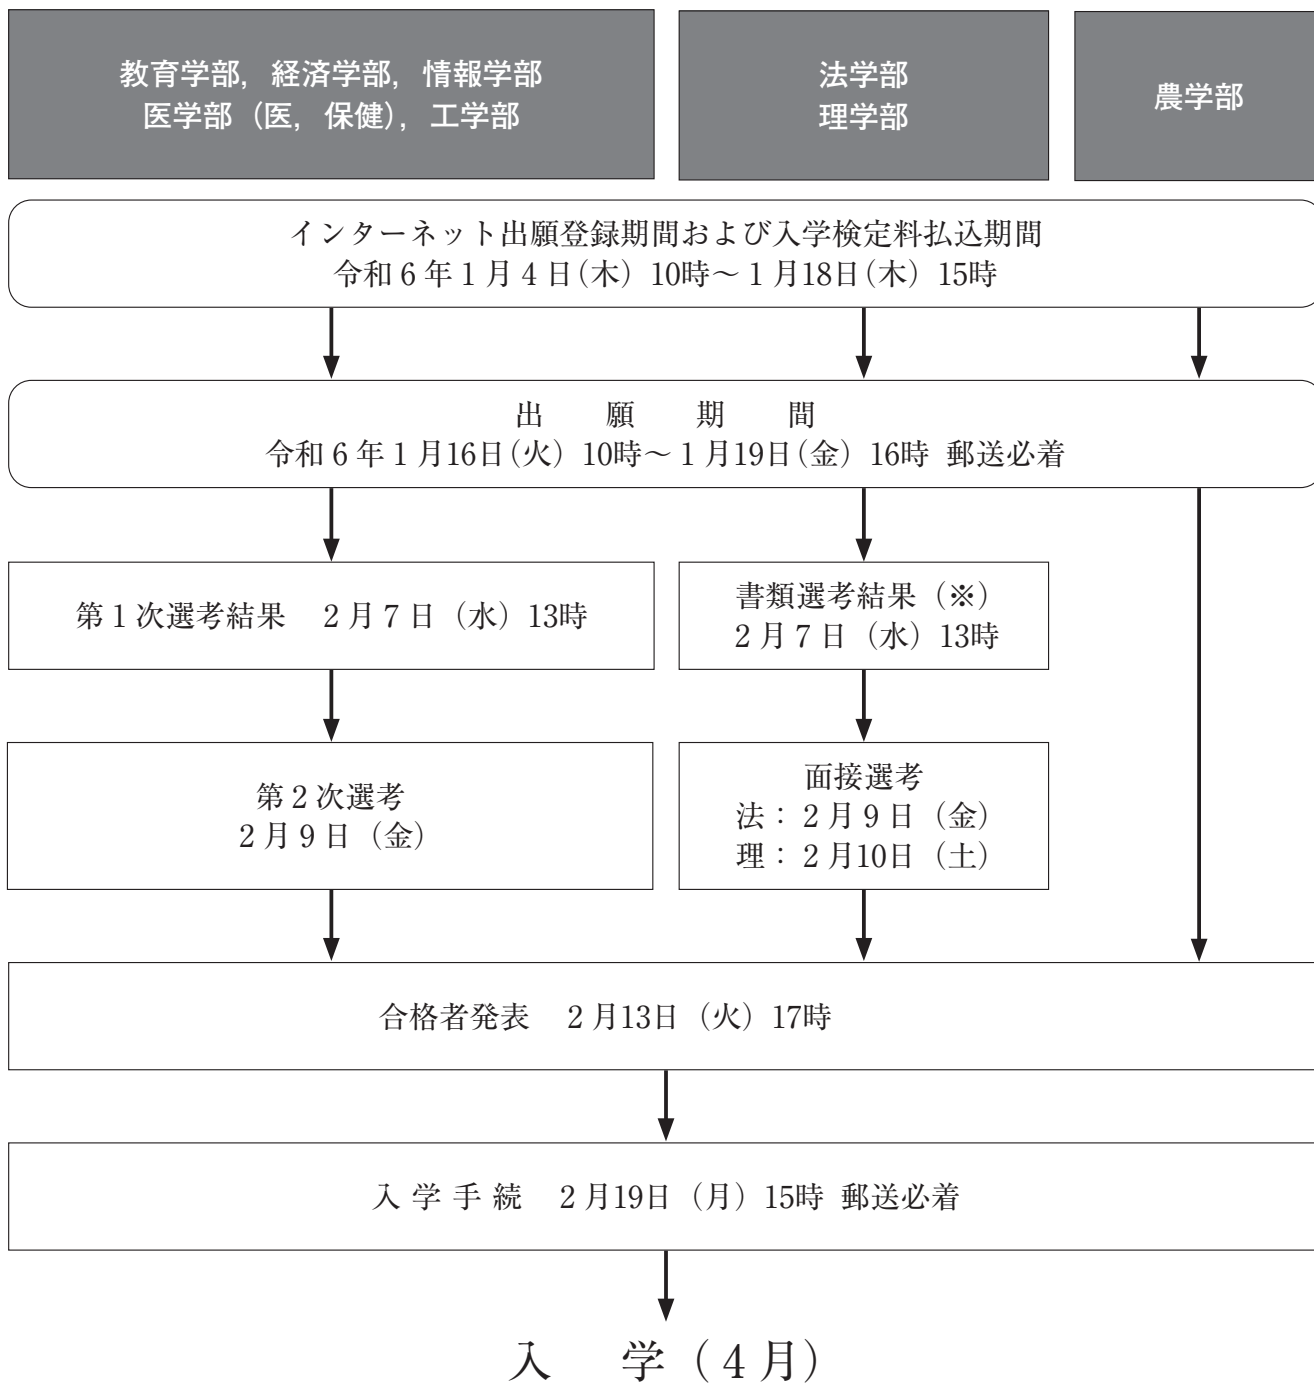 教育学部, 経済学部, 情報学部
医学部（医, 保健）, 工学部
法学部
理学部
農学部
インターネット出願登録期間および入学検定料払込期間
令和６年１月４日（木）10時～１月18日（木）15時
出　願　期　間
令和６年１月16日（火）10時～１月19日（金）16時 郵送必着
第１次選考結果　２月７日（水）13時
書類選考結果（※）
２月７日（水）13時
第２次選考
２月９日（金）
面接選考
法：２月９日（金）
理：２月10日（土）
合格者発表　２月13日（火）17時
入学手続　２月19日（月）15時 郵送必着
入　学（４月）